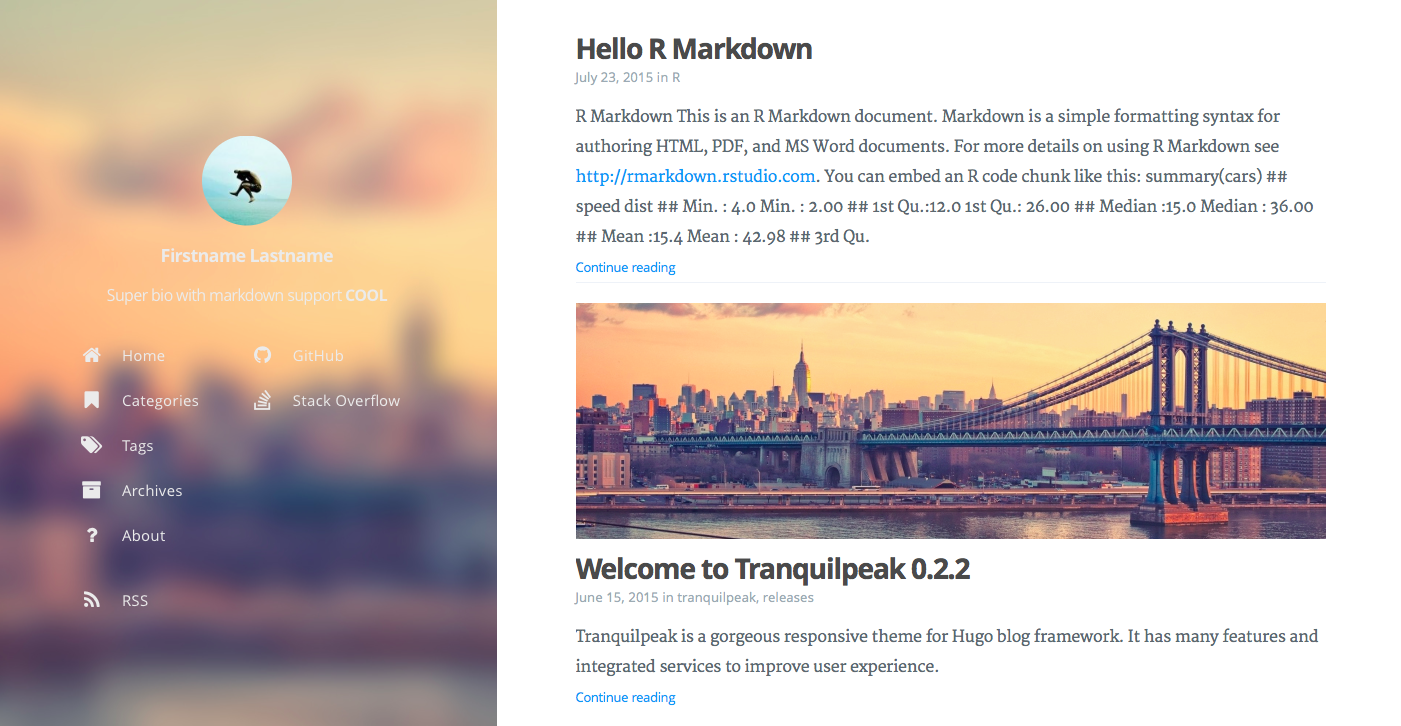 Firstname Lastname
Super bio with markdown support COOL
Home
Categories
Tags
Archives
About
RSS
GitHub
Stack Overflow
Hello R Markdown
July 23, 2015 in R
R Markdown This is an R Markdown document. Markdown is a simple formatting syntax for
authoring HTML, PDF, and MS Word documents. For more details on using R Markdown see
http://rmarkdown.rstudio.com. You can embed an R code chunk like this: summary(cars) ##
speed dist ## Min. : 4.0 Min. : 2.00 ## 1st Qu.:12.0 1st Qu.: 26.00 ## Median :15.0 Median : 36.00
## Mean :15.4 Mean : 42.98 ## 3rd Qu.
Continue reading
Welcome to Tranquilpeak 0.2.2
June 15, 2015 in tranquilpeak, releases
Tranquilpeak is a gorgeous responsive theme for Hugo blog framework. It has many features and
integrated services to improve user experience.
Continue reading